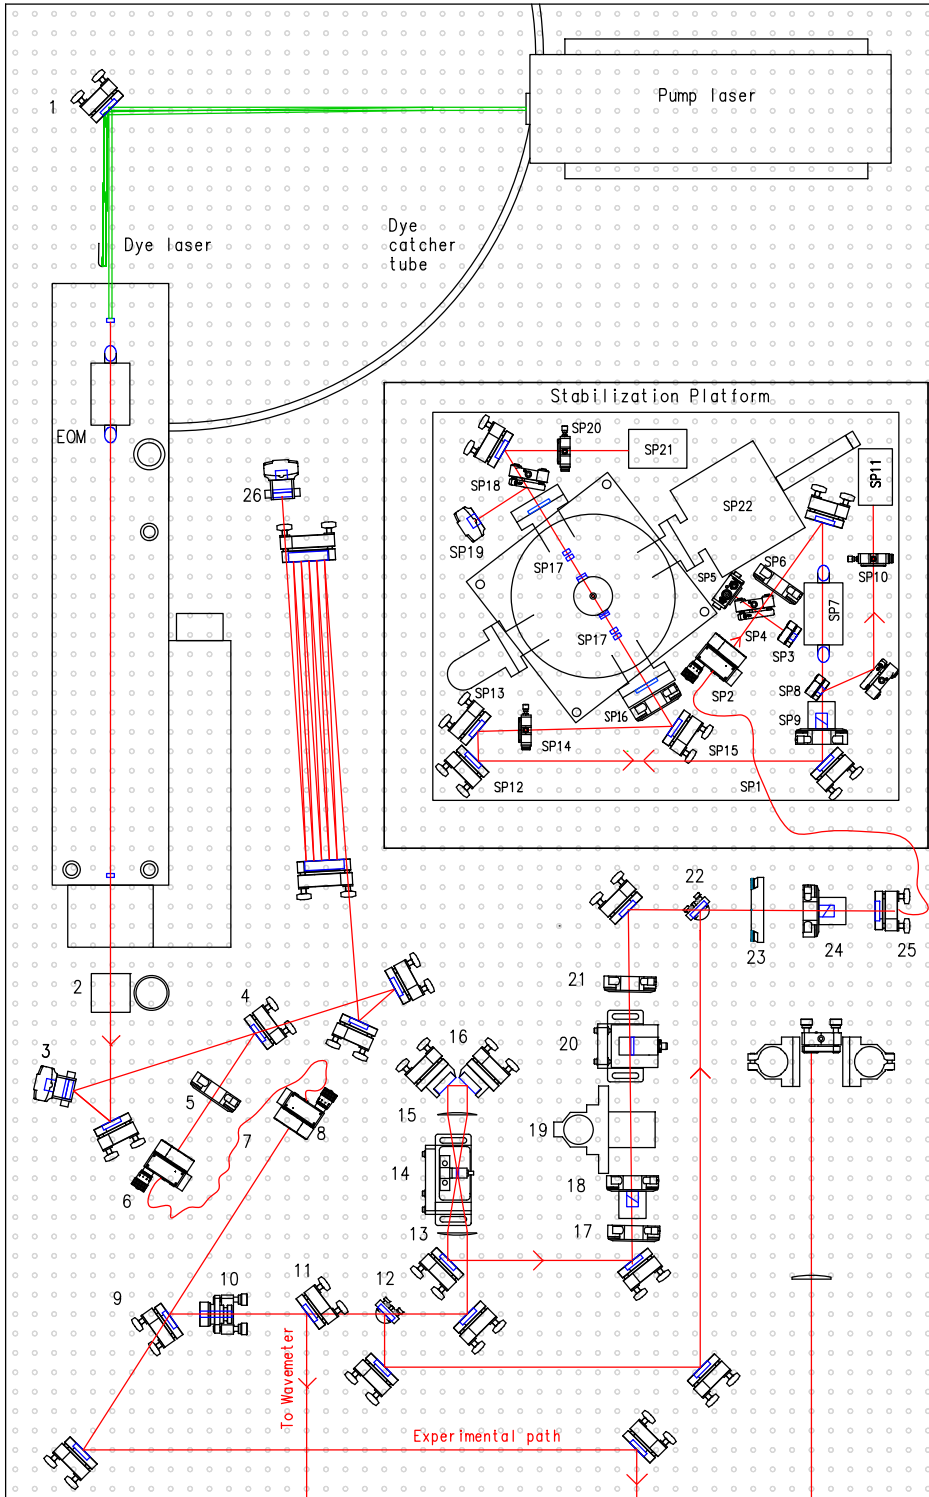 Pump laser
1
Dye laser
Dye
catcher
tube
EOM
Stabilization Platform
SP20
SP21
SP18
SP19
SP22
SP11
26
SP17
SP5
SP6
SP10
SP7
SP17
SP4
SP3
SP13
SP2
SP8
SP16
SP9
SP14
SP15
SP12
SP1
22
23
24
25
2
4
21
3
16
20
5
15
7
8
19
14
6
18
13
17
9
10
11
12
To Wavemeter
Experimental path